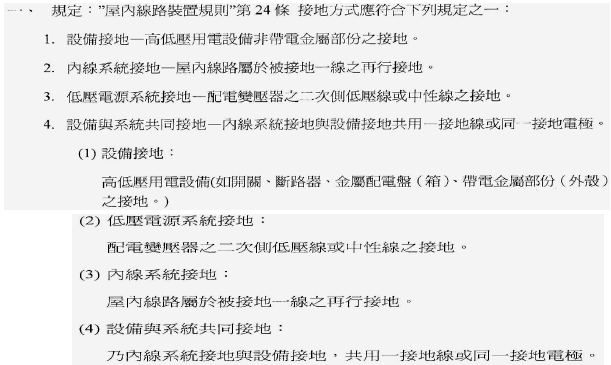 一、 規定：”屋內線路裝置規則”第 24 條 接地方式應符合下列規定之一：
1. 設備接地—高低壓用電設備非帶電金屬部份之接地。
2. 內線系統接地—屋內線路屬於被接地一線之再行接地。
3. 低壓電源系統接地—配電變壓器之二次側低壓線或中性線之接地。
4. 設備與系統共同接地—內線系統接地與設備接地共用一接地線或同一接地電極。
(1) 設備接地：
高低壓用電設備(如開關、斷路器、金屬配電盤（箱）、帶電金屬部份（外殼）
之接地。)
(2) 低壓電源系統接地：
配電變壓器之二次側低壓線或中性線之接地。
(3) 內線系統接地：
屋內線路屬於被接地一線之再行接地。
(4) 設備與系統共同接地：
乃內線系統接地與設備接地，共用一接地線或同一接地電極。